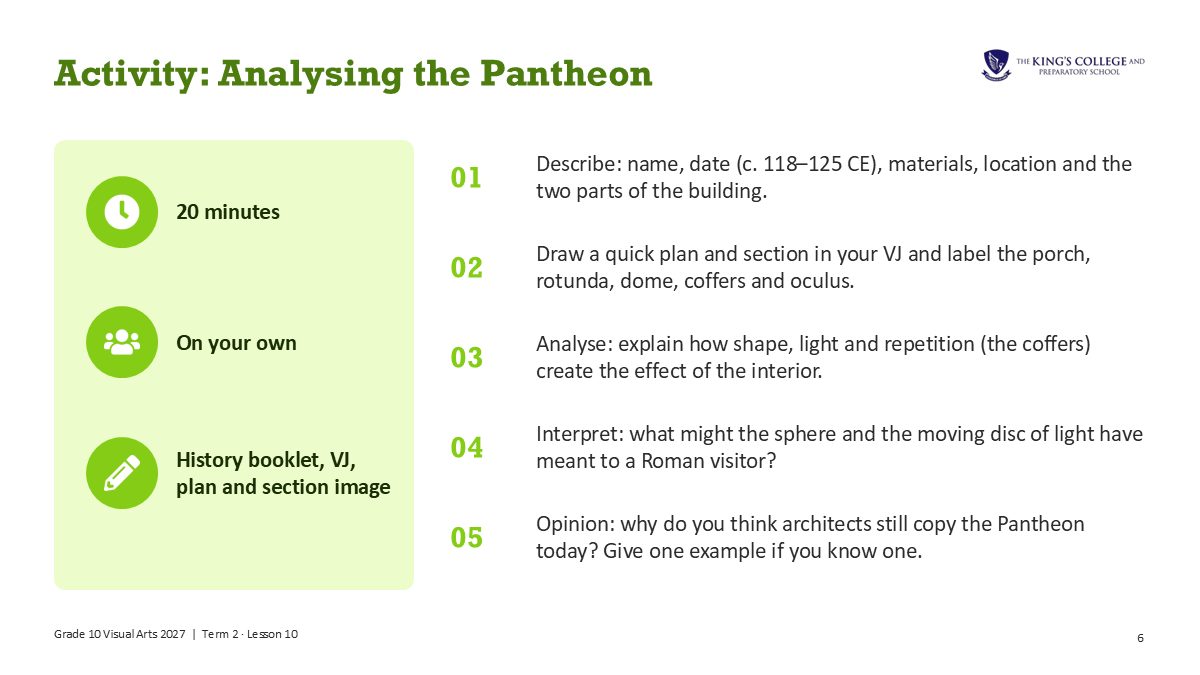 Activity: Analysing the Pantheon
THE KING'S COLLEGE AND
PREPARATORY SCHOOL
20 minutes
On your own
History booklet, VJ,
plan and section image
01
Describe: name, date (c. 118–125 CE), materials, location and the
two parts of the building.
02
Draw a quick plan and section in your VJ and label the porch,
rotunda, dome, coffers and oculus.
03
Analyse: explain how shape, light and repetition (the coffers)
create the effect of the interior.
04
Interpret: what might the sphere and the moving disc of light have
meant to a Roman visitor?
05
Opinion: why do you think architects still copy the Pantheon
today? Give one example if you know one.
Grade 10 Visual Arts 2027 | Term 2 · Lesson 10
6